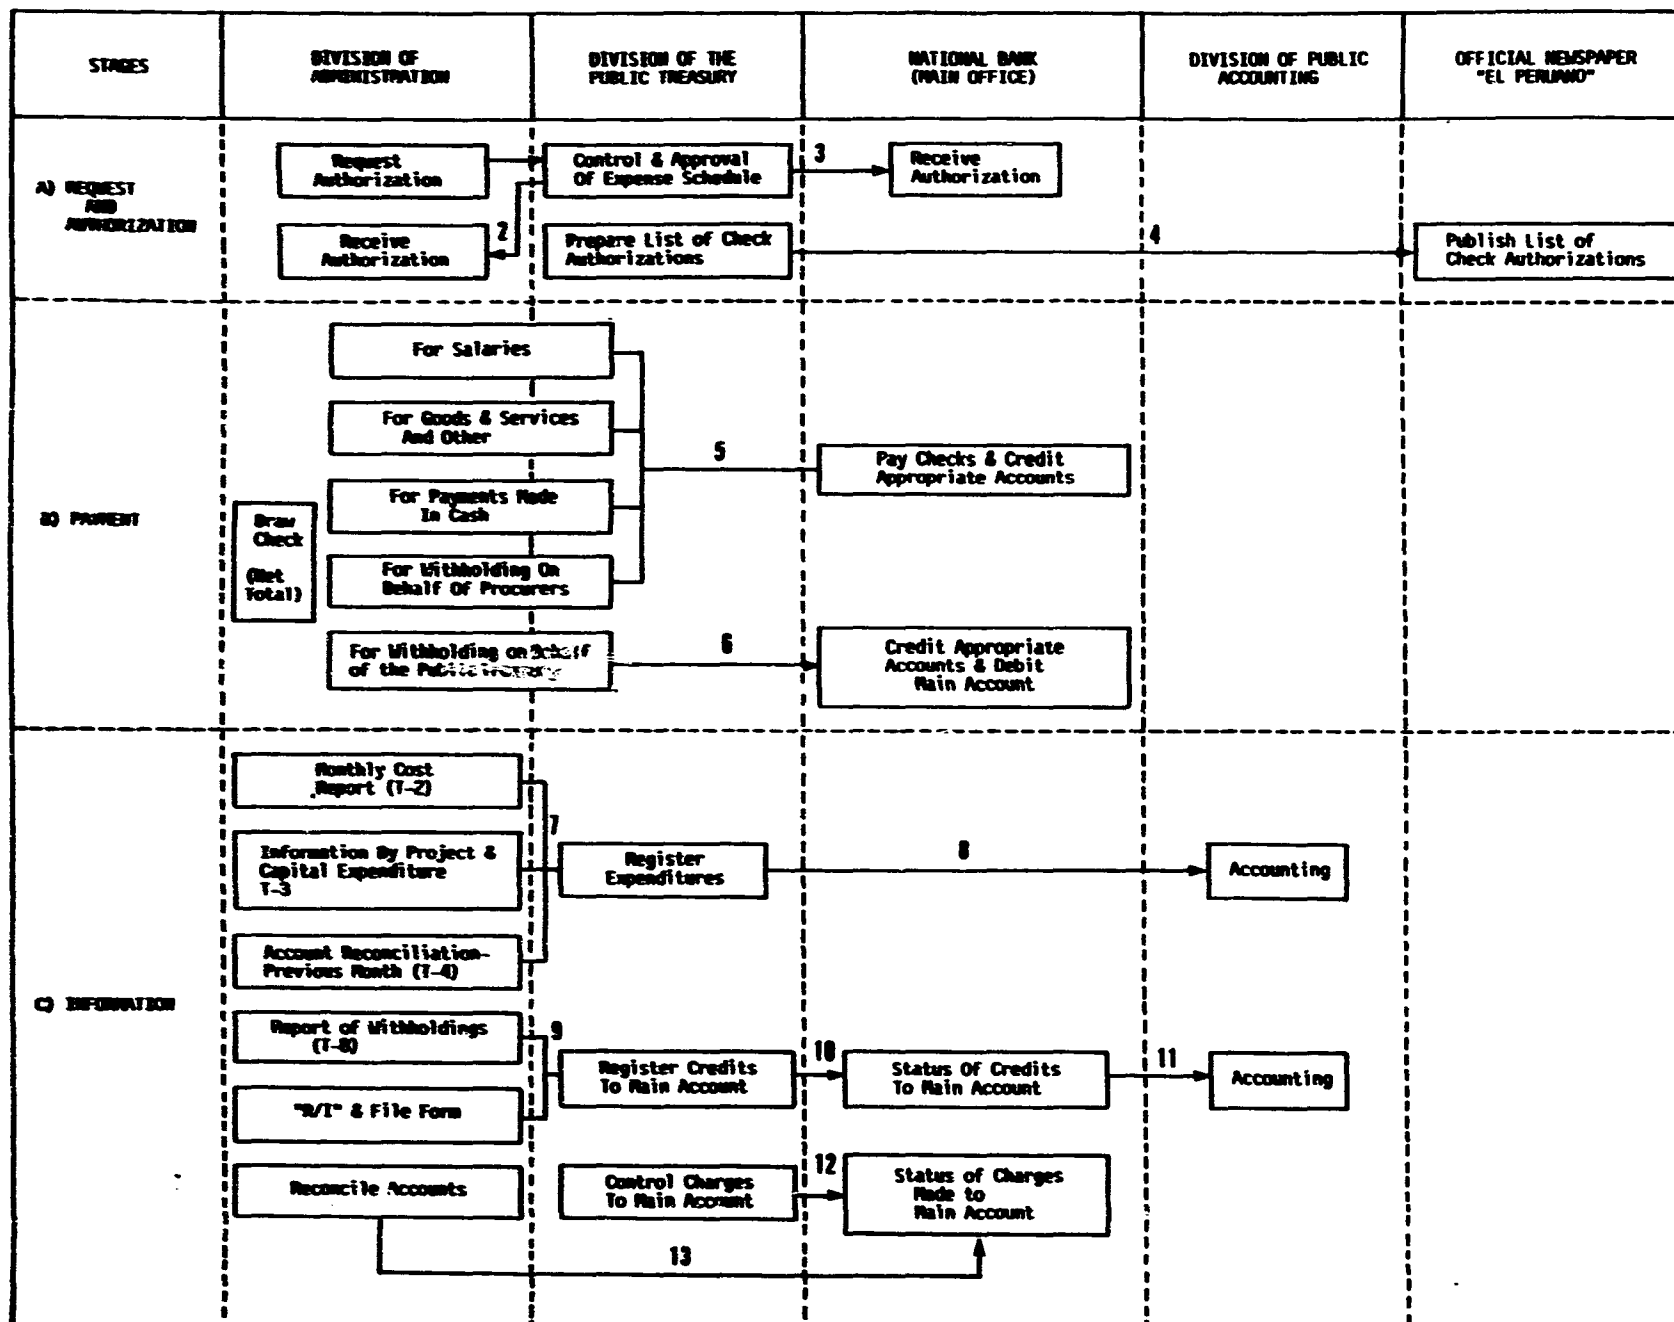 STAGES
DIVISION OF
ADMINISTRATION
DIVISION OF THE
PUBLIC TREASURY
NATIONAL BANK
(MAIN OFFICE)
DIVISION OF PUBLIC
ACCOUNTING
OFFICIAL NEWSPAPER
"EL PERUANO"
A) REQUEST
AND
AUTHORIZATION
Request
Authorization
Control & Approval
Of Expense Schedule
3
Receive
Authorization
2
Receive
Authorization
Prepare List of Check
Authorizations
4
Publish List of
Check Authorizations
B) PAYMENT
Draw
Check
(Net
Total)
For Salaries
For Goods & Services
And Other
For Payments Made
In Cash
For Withholding On
Behalf Of Procurers
5
Pay Checks & Credit
Appropriate Accounts
For Withholding on Behalf
of the Public Treasury
6
Credit Appropriate
Accounts & Debit
Main Account
C) INFORMATION
Monthly Cost
Report (T-2)
Information By Project &
Capital Expenditure
T-3
Account Reconciliation-
Previous Month (T-4)
7
Register
Expenditures
8
Accounting
Report of Withholdings
(T-8)
"R/I" & File Form
9
Register Credits
To Main Account
10
Status Of Credits
To Main Account
11
Accounting
Reconcile Accounts
Control Charges
To Main Account
12
Status of Charges
Made to
Main Account
13